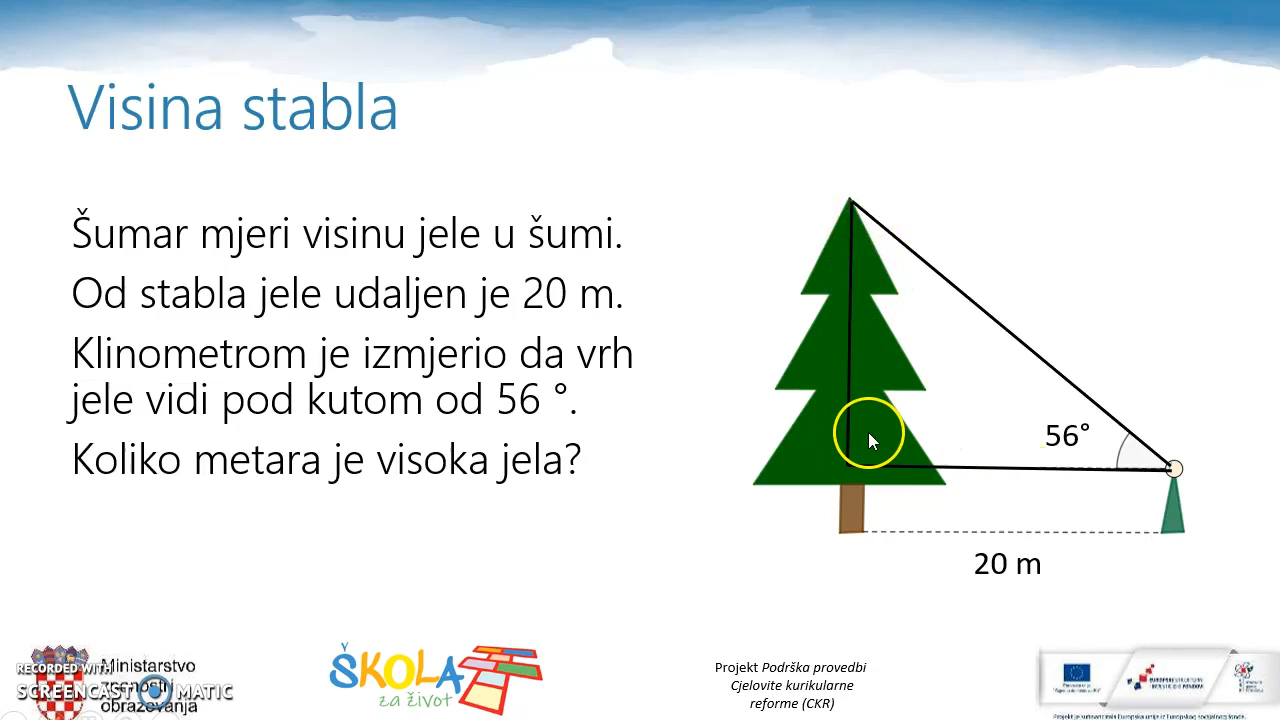 Visina stabla
Šumar mjeri visinu jele u šumi.
Od stabla jele udaljen je 20 m.
Klinometrom je izmjerio da vrh
jele vidi pod kutom od 56 °.
Koliko metara je visoka jela?
56°
20 m
RECORDED WITH
SCREENCAST MATIC
Ministarstvo
obrazovanja
ŠKOLA
za život
Projekt Podrška provedbi
Cjelovite kurikularne
reforme (CKR)